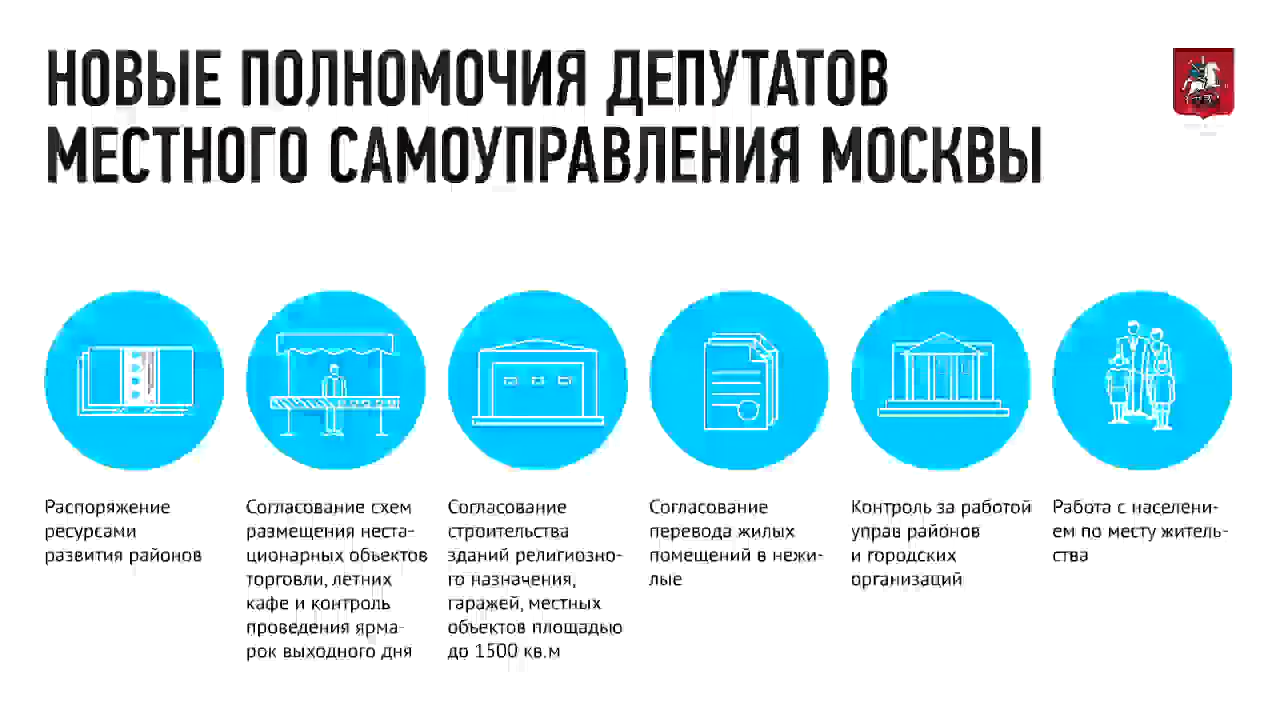 НОВЫЕ ПОЛНОМОЧИЯ ДЕПУТАТОВ
МЕСТНОГО САМОУПРАВЛЕНИЯ МОСКВЫ
Распоряжение
ресурсами
развития районов
Согласование схем
размещения неста-
ционарных объектов
торговли, летних
кафе и контроль
проведения ярма-
рок выходного дня
Согласование
строительства
зданий религиозно-
го назначения,
гаражей, местных
объектов площадью
до 1500 кв.м
Согласование
перевода жилых
помещений в нежи-
лые
Контроль за работой
управ районов
и городских
организаций
Работа с населени-
ем по месту житель-
ства